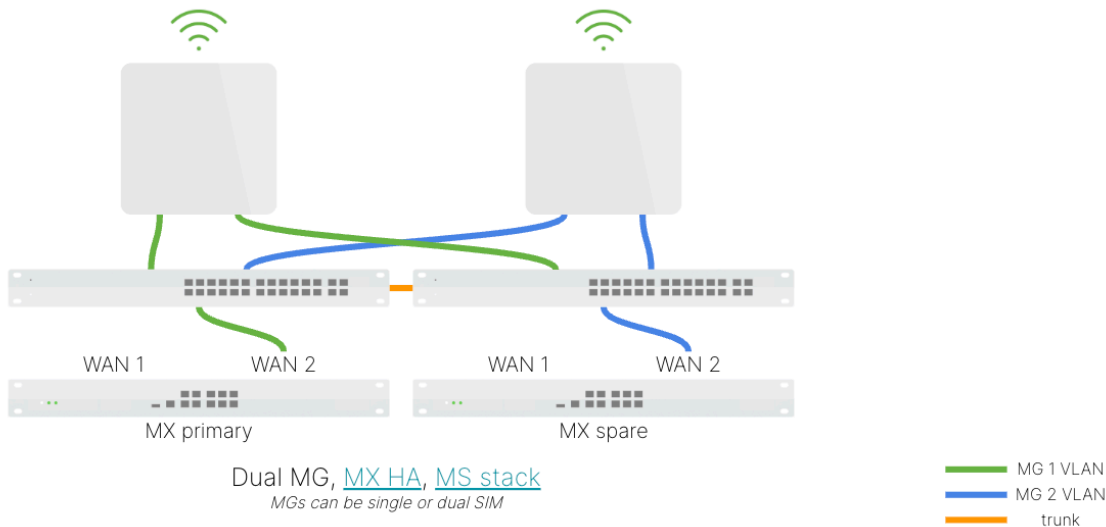 WAN 1
WAN 2
WAN 1
WAN 2
MX primary
MX spare
Dual MG, MX HA, MS stack
MGs can be single or dual SIM
MG 1 VLAN
MG 2 VLAN
trunk